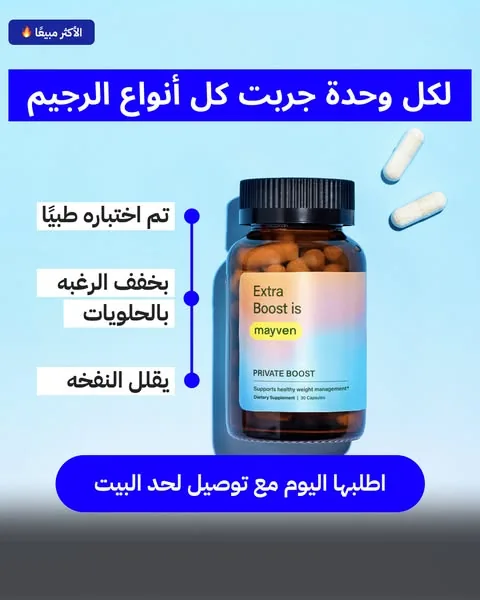 الأكثر مبيعًا 🔥
لكل وحدة جربت كل أنواع الرجيم
تم اختباره طبيًا
بخفف الرغبه
بالحلويات
يقلل النفخه
Extra
Boost is
mayven
PRIVATE BOOST
Supports healthy weight management*
Dietary Supplement | 30 Capsules
اطلبها اليوم مع توصيل لحد البيت